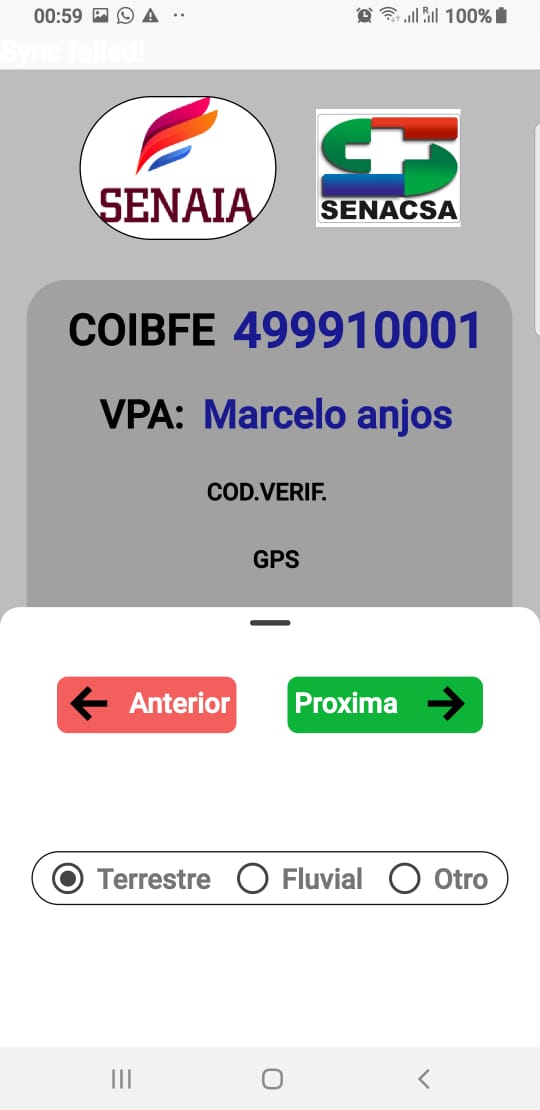 00:59 100%
Sync failed!
SENAIA SENACSA
COIBFE 499910001
VPA: Marcelo anjos
COD.VERIF.
GPS
Anterior Proxima
Terrestre Fluvial Otro